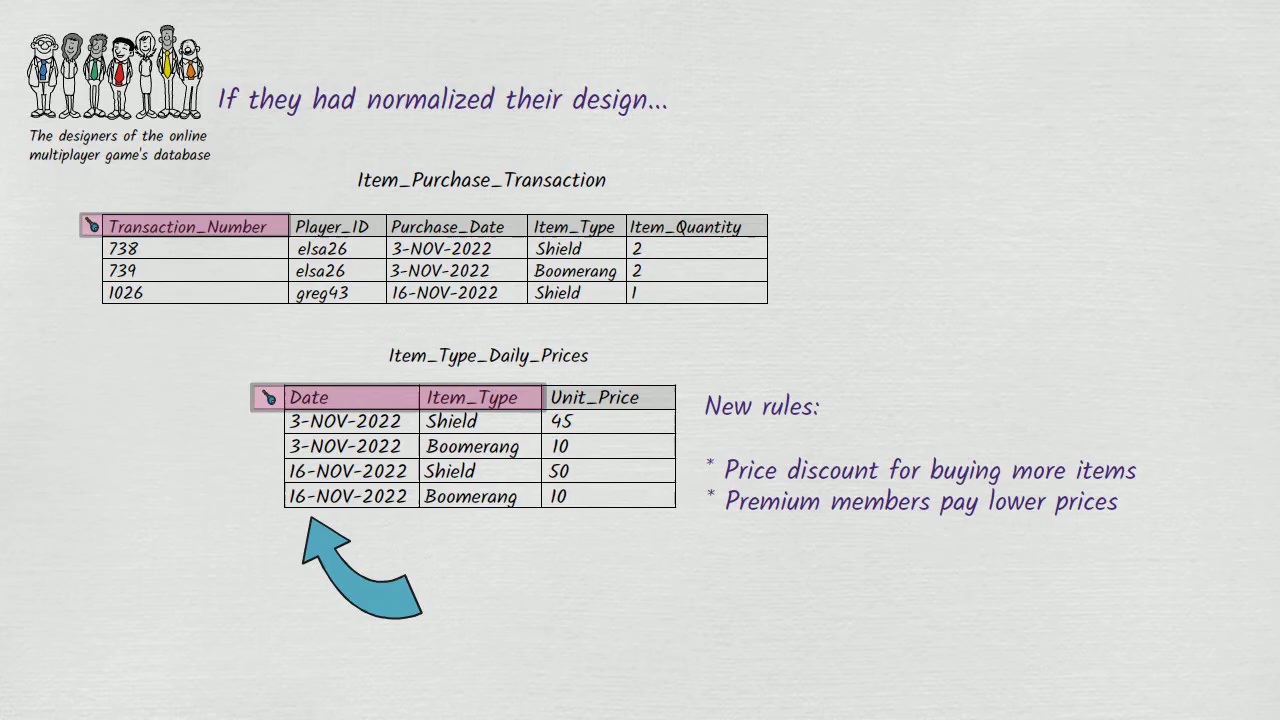 If they had normalized their design...
The designers of the online
multiplayer game's database
Item_Purchase_Transaction
Transaction_Number Player_ID Purchase_Date Item_Type Item_Quantity
738 elsa26 3-NOV-2022 Shield 2
739 elsa26 3-NOV-2022 Boomerang 2
1026 greg43 16-NOV-2022 Shield 1
Item_Type_Daily_Prices
Date Item_Type Unit_Price
3-NOV-2022 Shield 45
3-NOV-2022 Boomerang 10
16-NOV-2022 Shield 50
16-NOV-2022 Boomerang 10
New rules:
* Price discount for buying more items
* Premium members pay lower prices